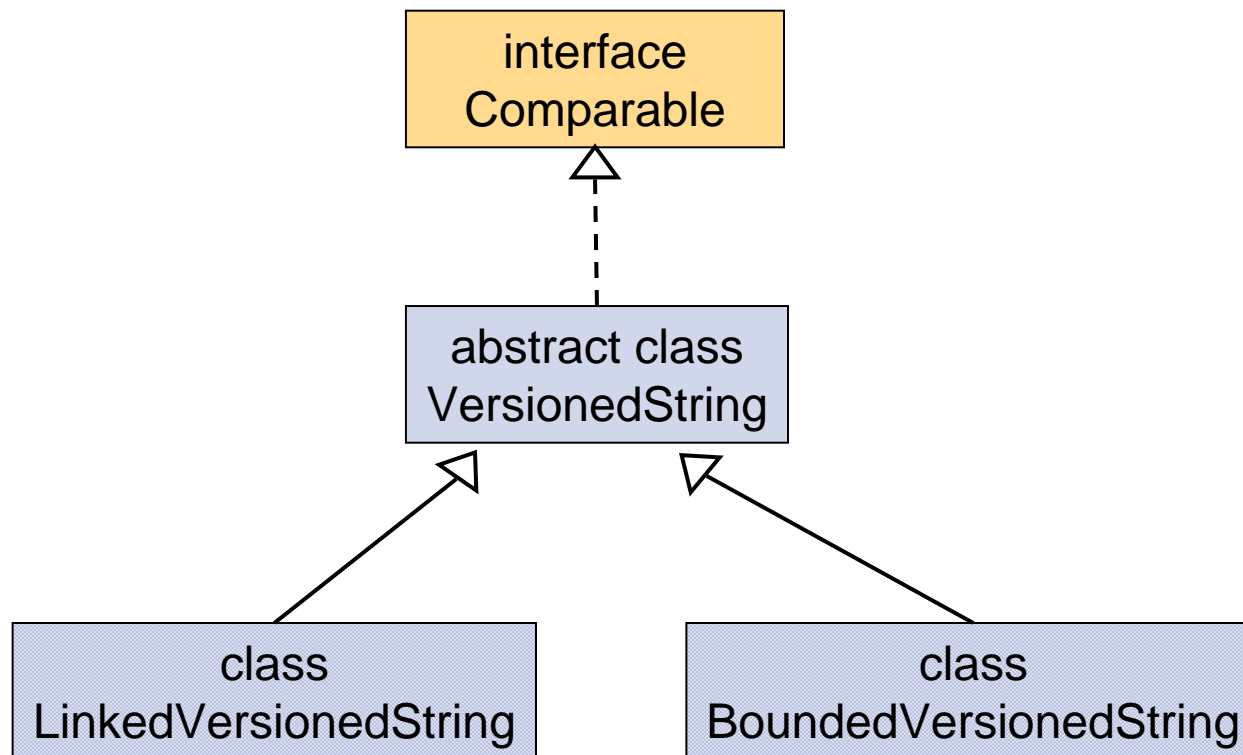 interface
Comparable
abstract class
VersionedString
class
LinkedVersionedString
class
BoundedVersionedString